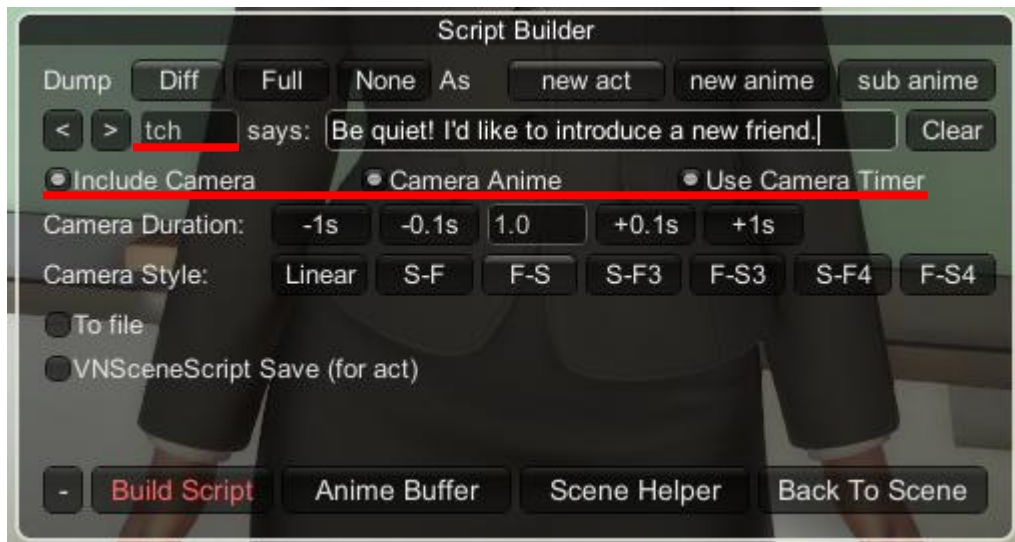 Script Builder
Dump Diff Full None As new act new anime sub anime
< > tch says: Be quiet! I'd like to introduce a new friend. Clear
Include Camera Camera Anime Use Camera Timer
Camera Duration: -1s -0.1s 1.0 +0.1s +1s
Camera Style: Linear S-F F-S S-F3 F-S3 S-F4 F-S4
To file
VNSceneScript Save (for act)
- Build Script Anime Buffer Scene Helper Back To Scene